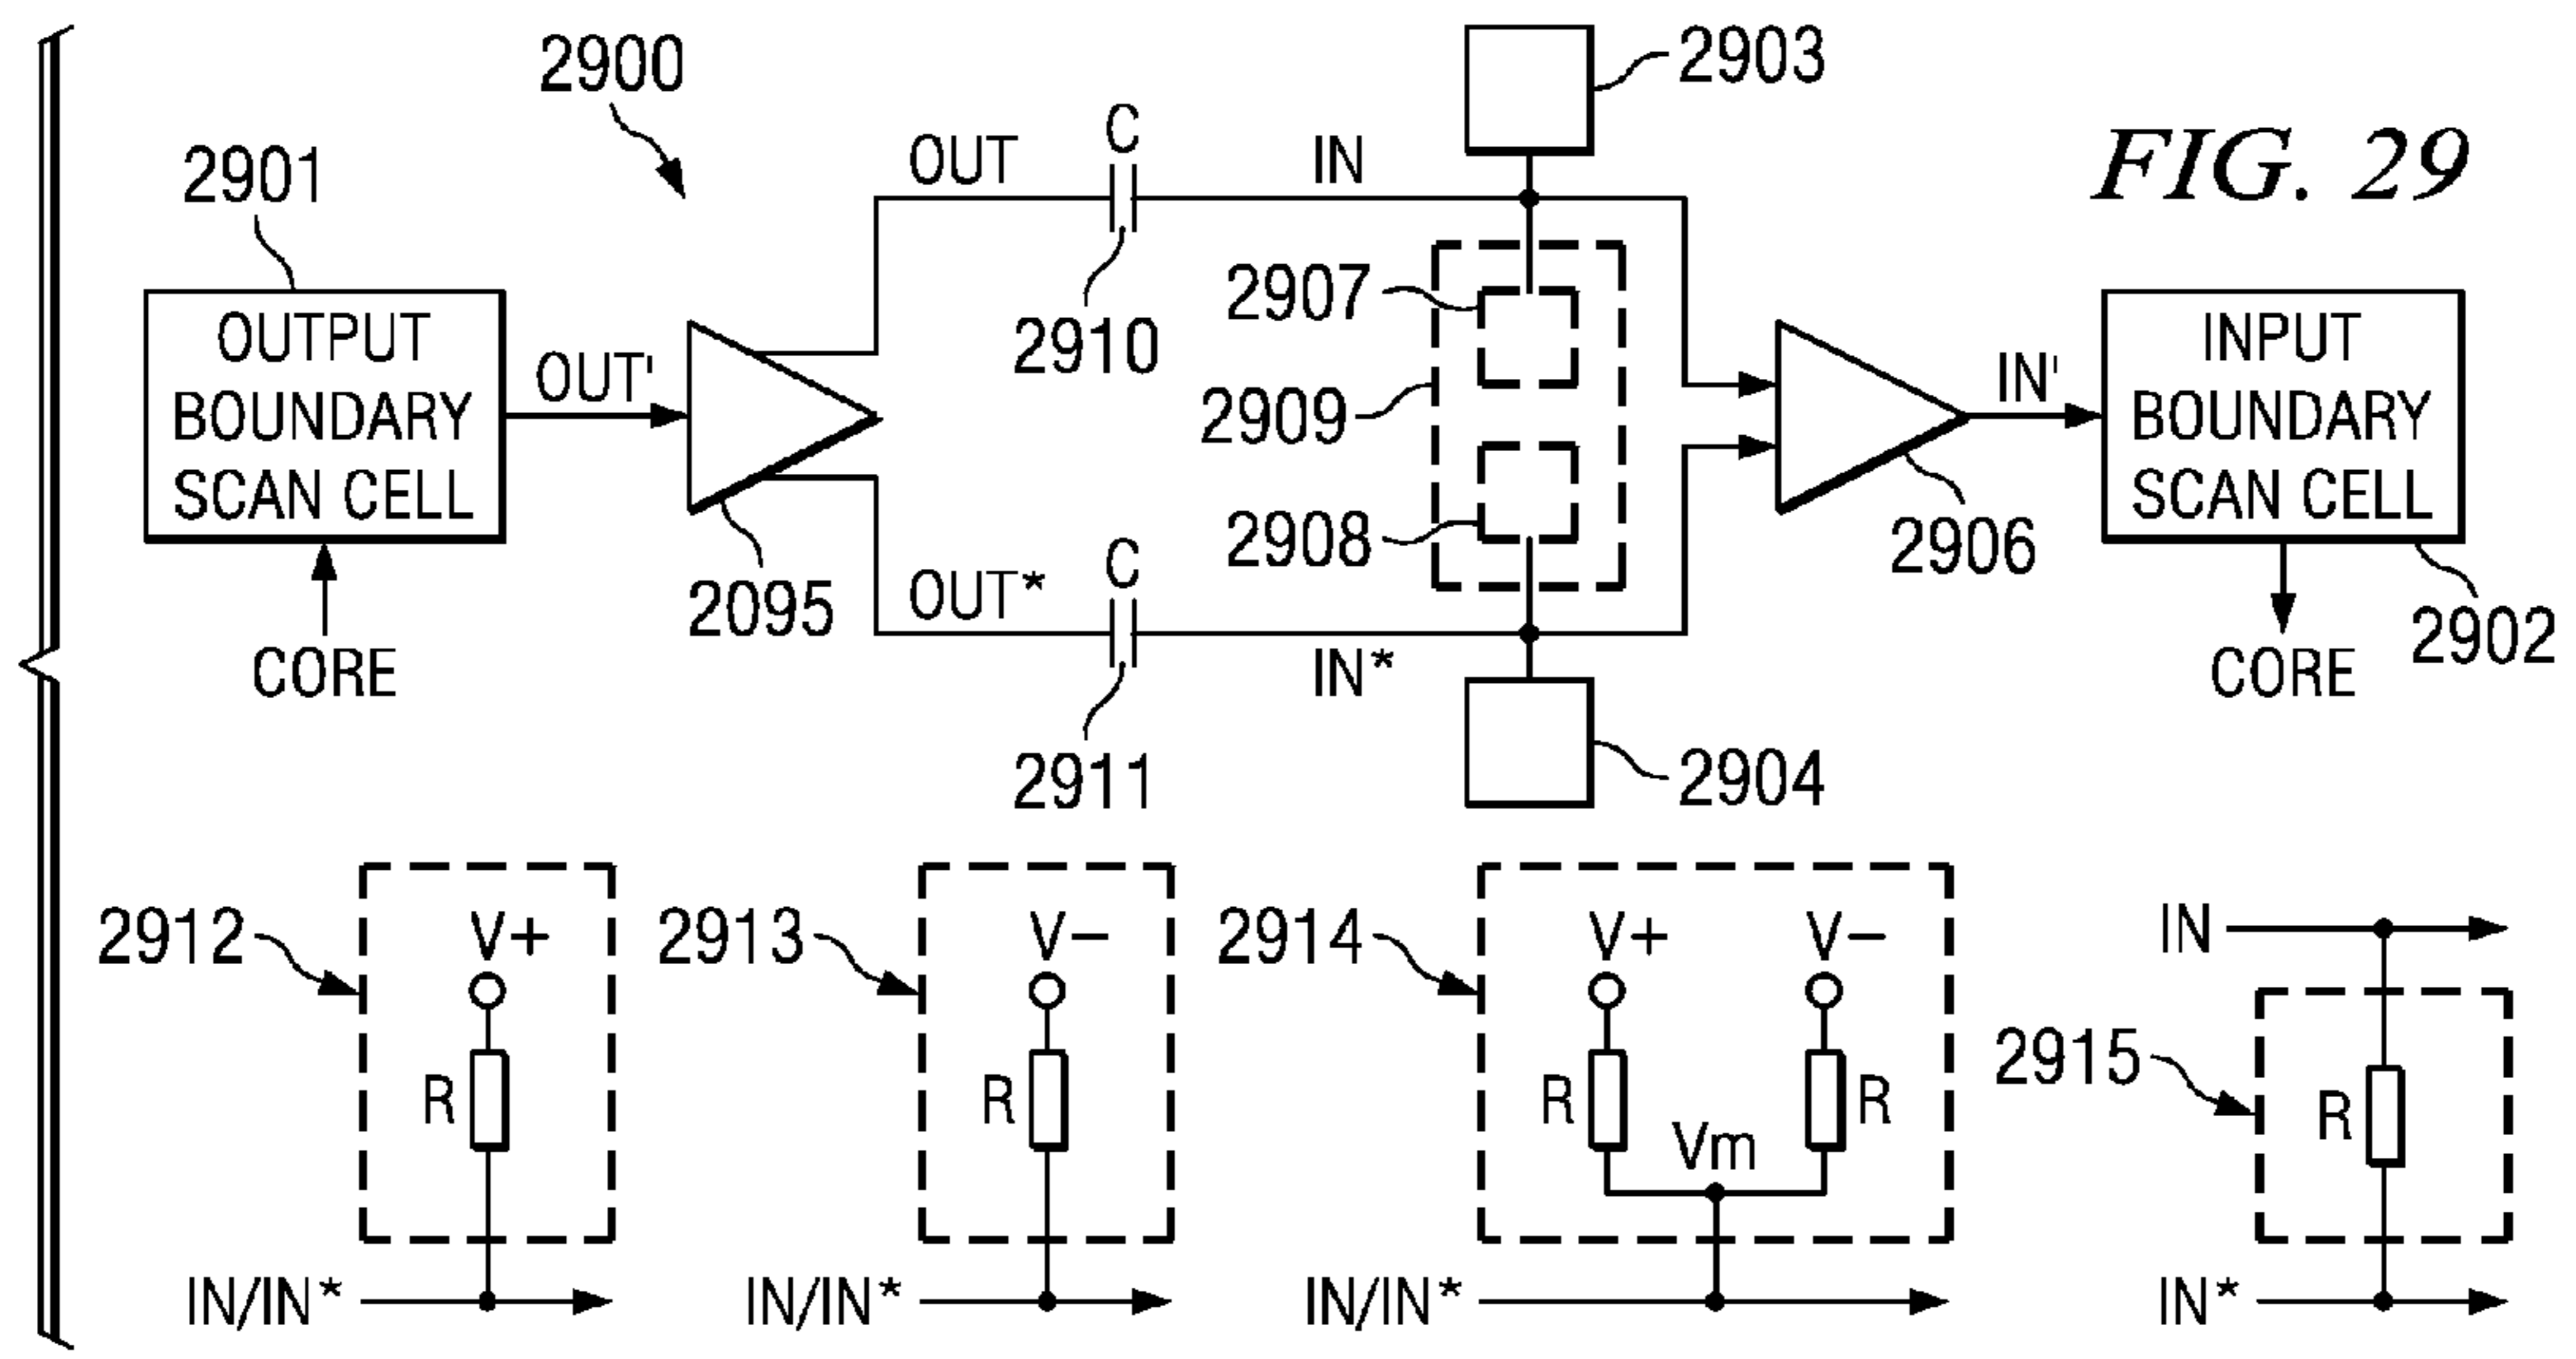 FIG. 29
2900
2901
OUTPUT
BOUNDARY
SCAN CELL
CORE
OUT'
2095
OUT
C
2910
IN
OUT*
C
2911
IN*
2903
2907
2909
2908
2904
2906
IN'
INPUT
BOUNDARY
SCAN CELL
2902
CORE
2912
V+
R
IN/IN*
2913
V−
R
IN/IN*
2914
V+
V−
R
R
Vm
IN/IN*
2915
IN
R
IN*